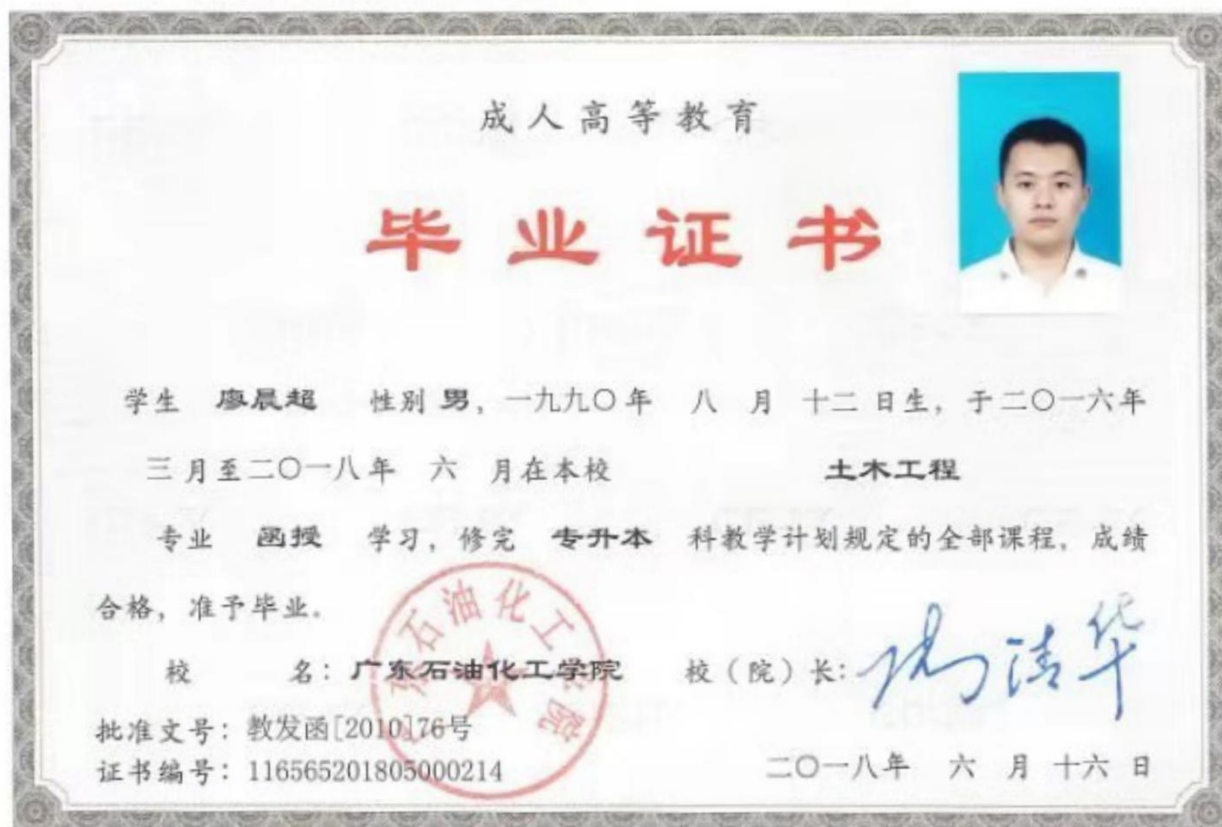 成人高等教育
毕业证书
学生 廖晨超 性别 男，一九九〇年 八 月 十二 日生，于二〇一六年
三月至二〇一八年 六 月在本校 土木工程
专业 函授 学习，修完 专升本 科教学计划规定的全部课程，成绩
合格，准予毕业。
校 名：广东石油化工学院 校（院）长：
批准文号：教发函[2010]76号
证书编号：116565201805000214
二〇一八年 六 月 十六 日